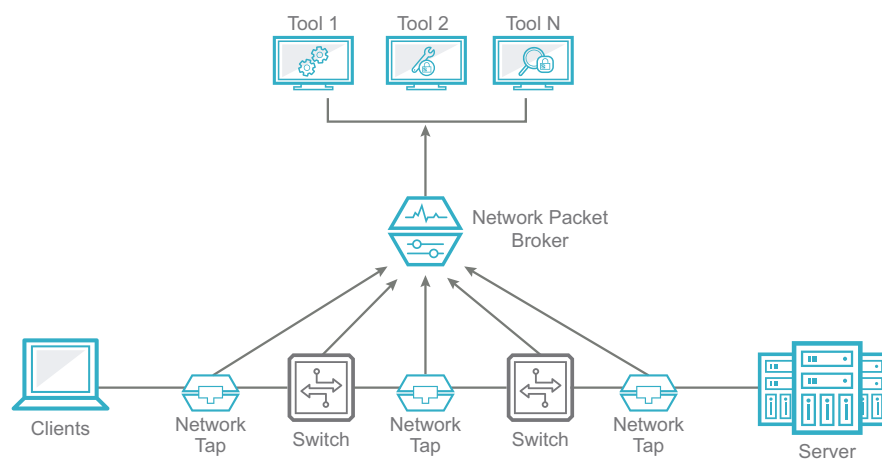 Tool 1
Tool 2
Tool N
Network Packet
Broker
Clients
Network
Tap
Switch
Network
Tap
Switch
Network
Tap
Server